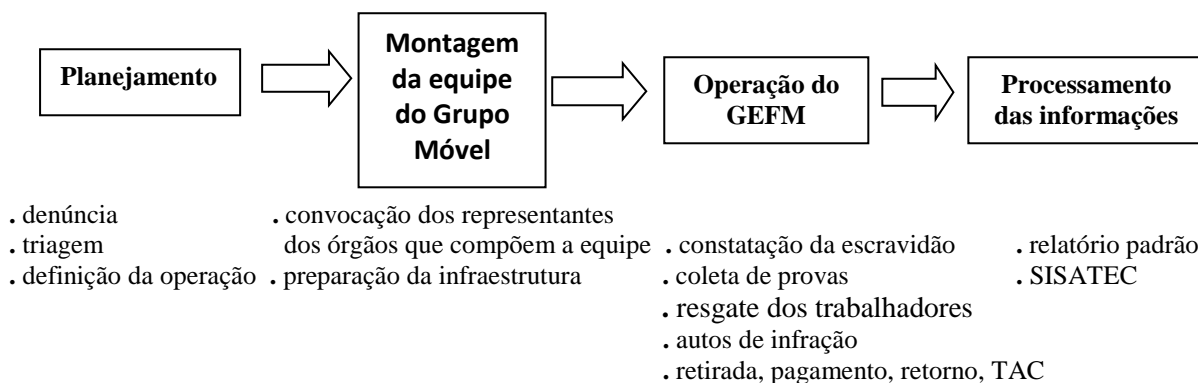 Planejamento
Montagem
da equipe
do Grupo
Móvel
Operação do
GEFM
Processamento
das informações
. denúncia
. triagem
. definição da operação
. convocação dos representantes
dos órgãos que compõem a equipe
. preparação da infraestrutura
. constatação da escravidão
. coleta de provas
. resgate dos trabalhadores
. autos de infração
. retirada, pagamento, retorno, TAC
. relatório padrão
. SISATEC